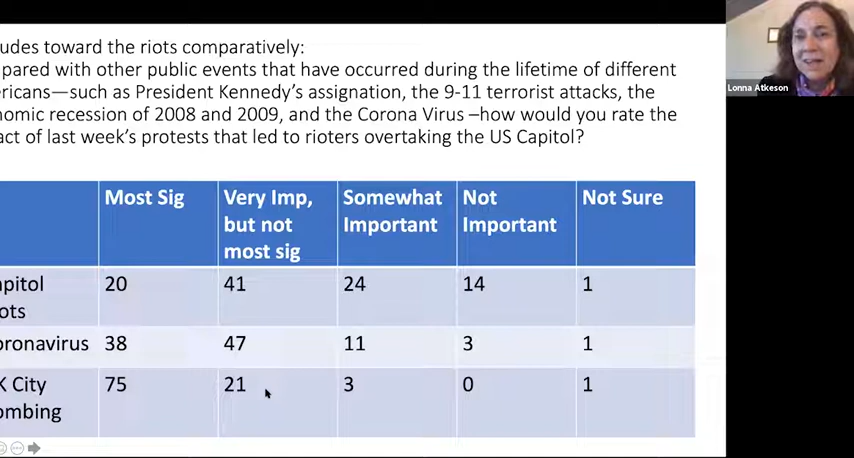 udes toward the riots comparatively:
pared with other public events that have occurred during the lifetime of different
ericans—such as President Kennedy's assignation, the 9-11 terrorist attacks, the
nomic recession of 2008 and 2009, and the Corona Virus –how would you rate the
act of last week's protests that led to rioters overtaking the US Capitol?
Lonna Atkeson
Most Sig Very Imp, Somewhat Not Not Sure
but not Important Important
most sig
apitol 20 41 24 14 1
ots
oronavirus 38 47 11 3 1
K City 75 21 3 0 1
ombing